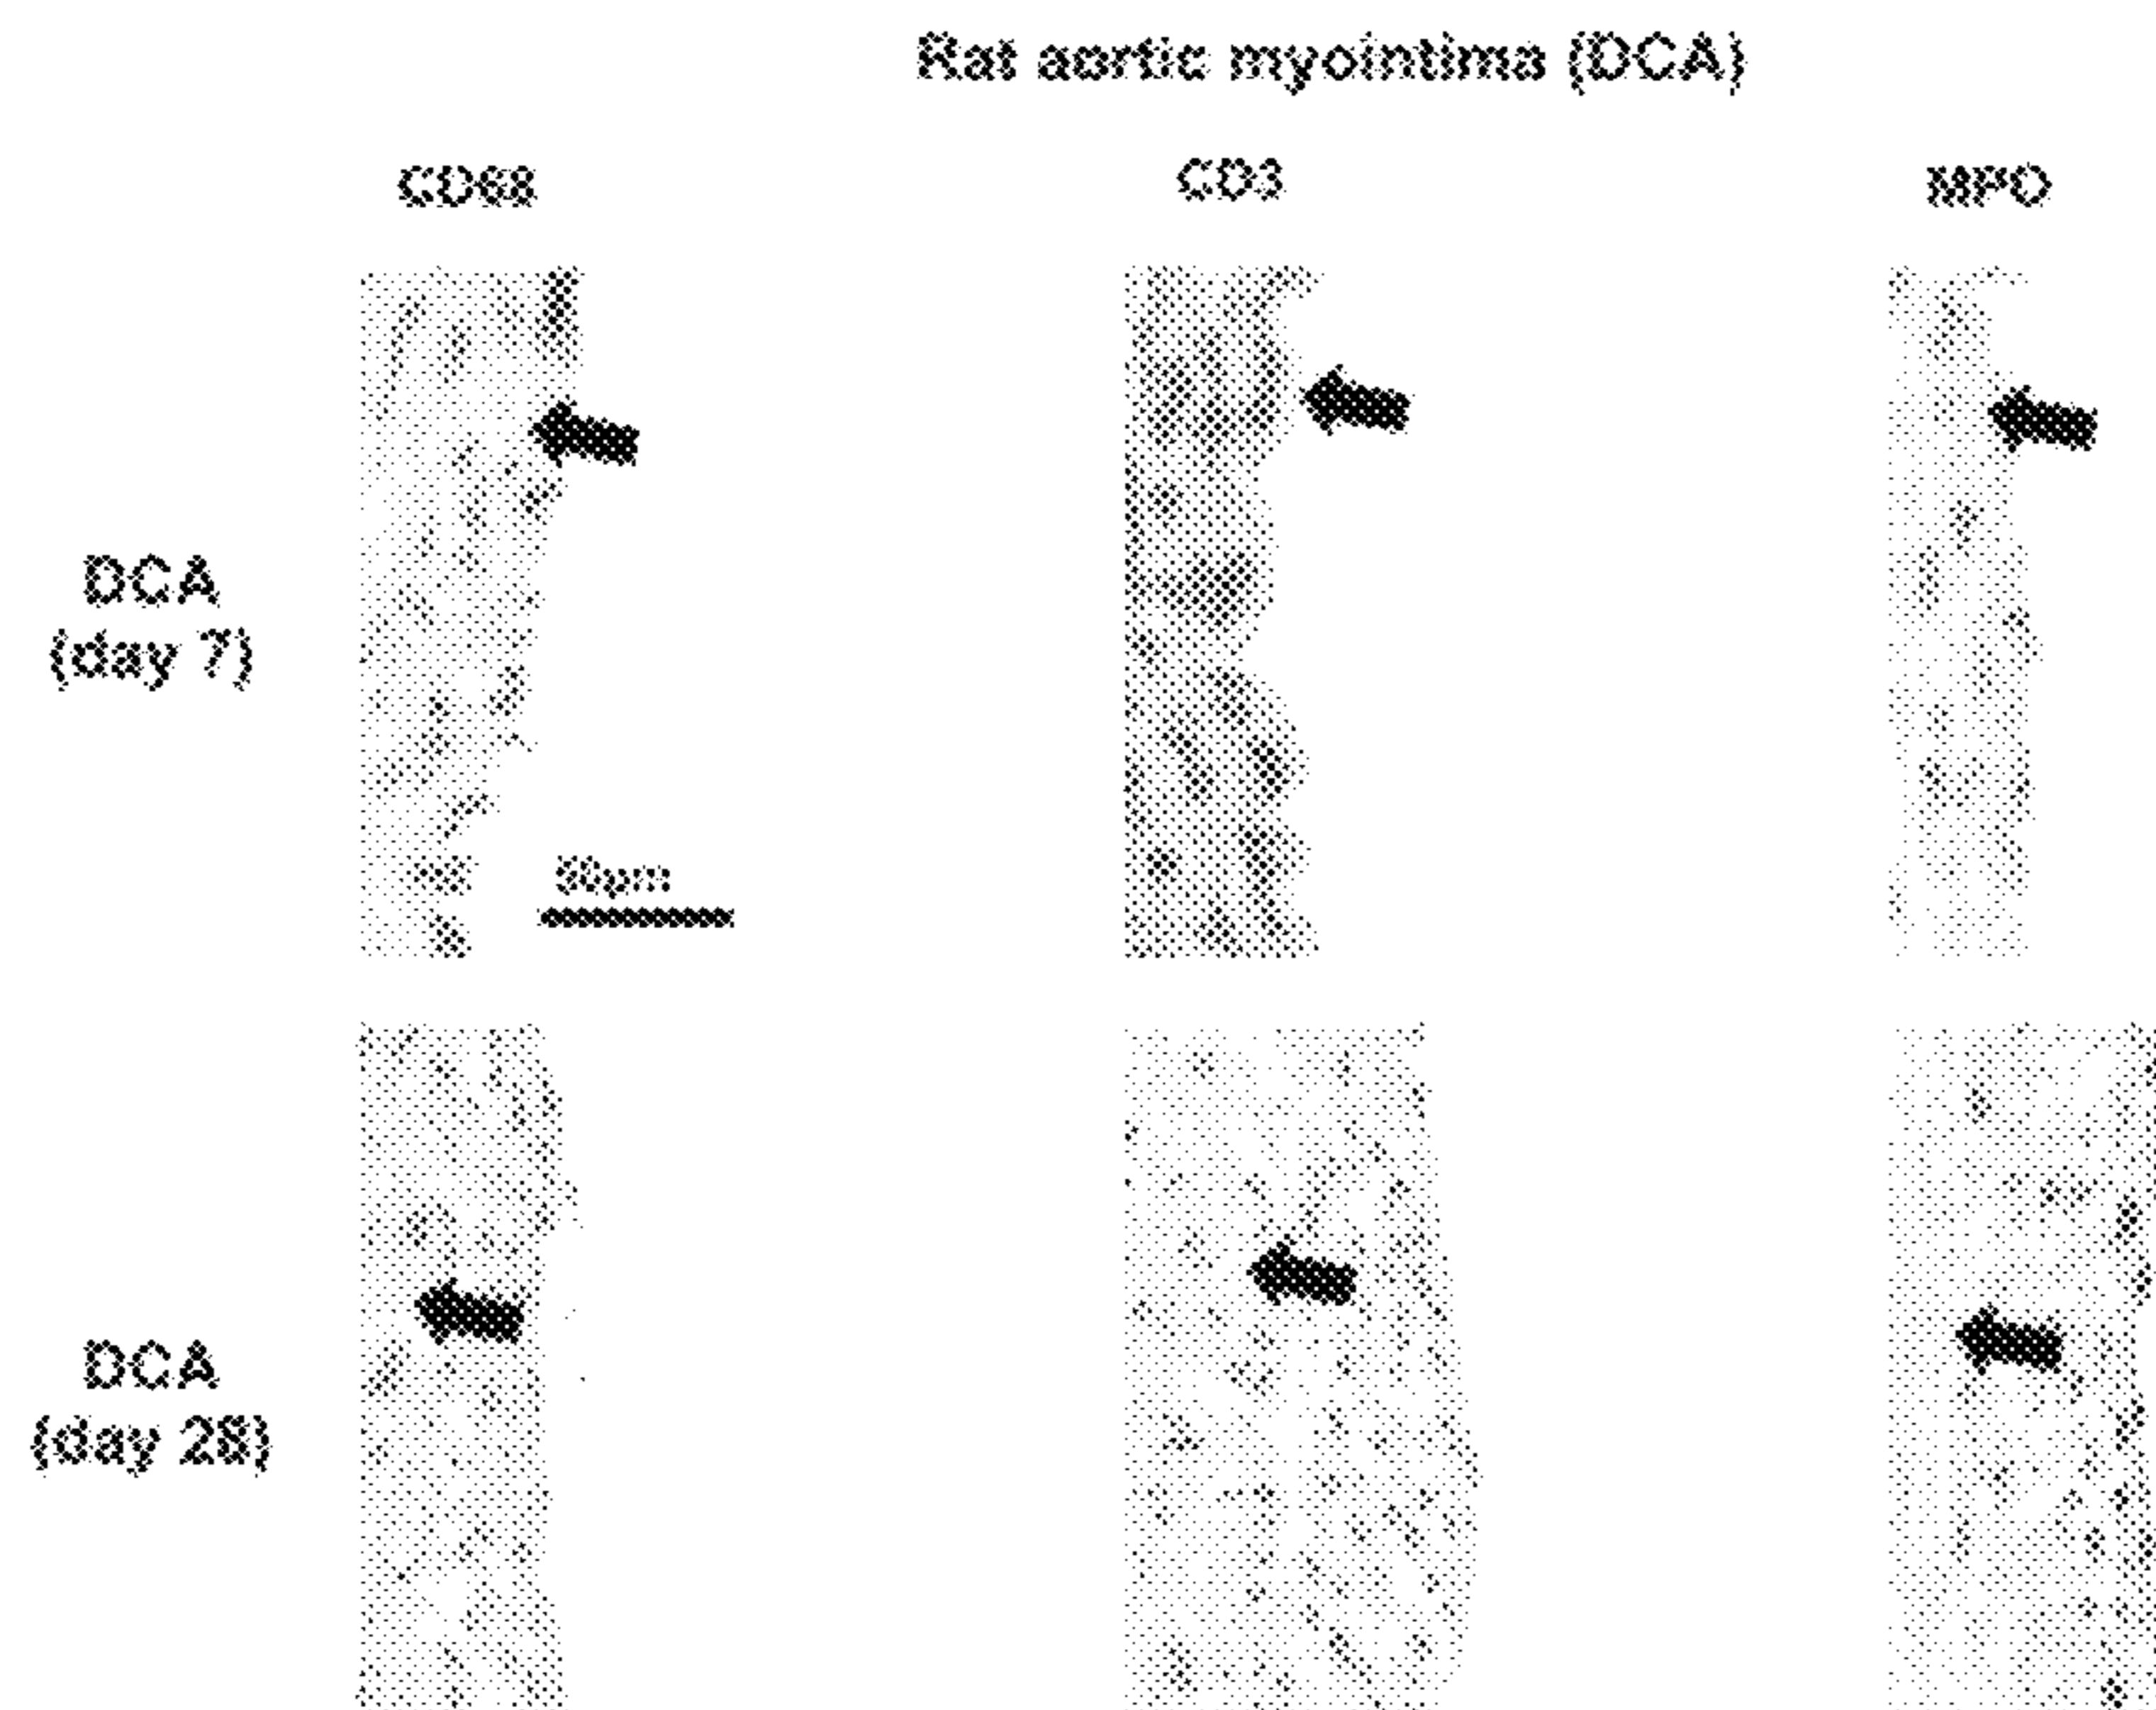 Rat aortic myointima (DCA)
CD68
CD3
MPO
DCA
(day 7)
DCA
(day 28)